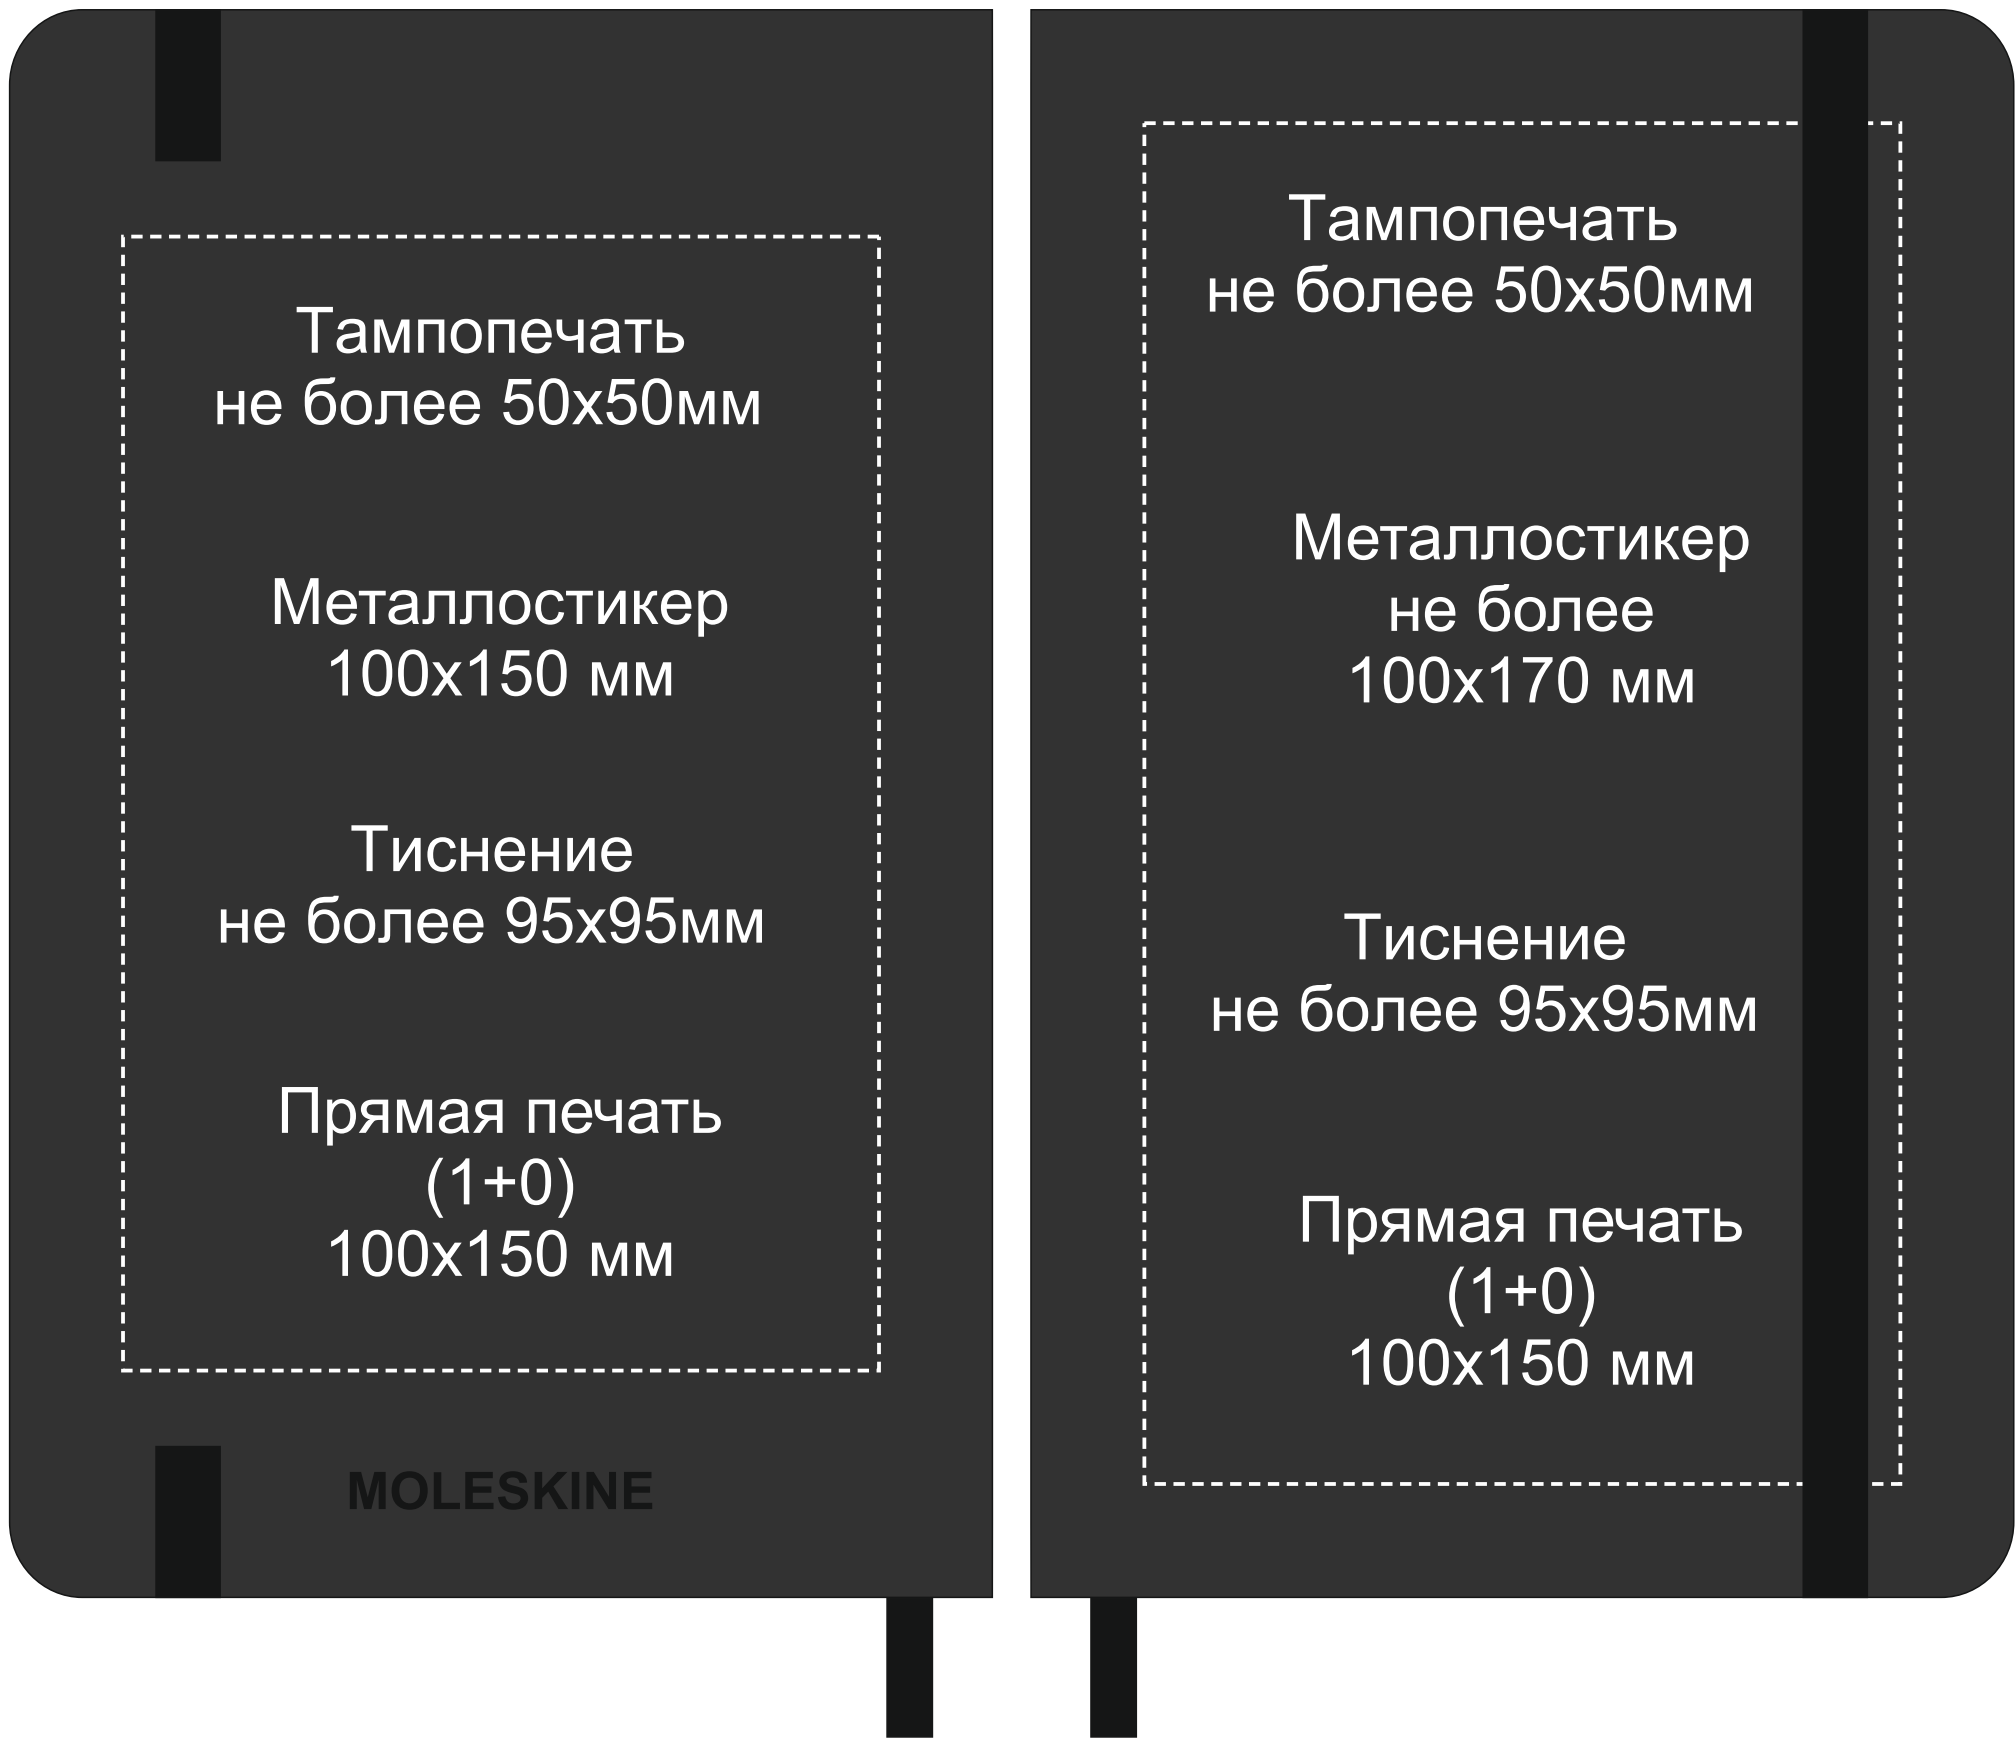 Тампопечать
не более 50х50мм
Металлостикер
100х150 мм
Тиснение
не более 95х95мм
Прямая печать
(1+0)
100х150 мм
MOLESKINE
Тампопечать
не более 50х50мм
Металлостикер
не более
100х170 мм
Тиснение
не более 95х95мм
Прямая печать
(1+0)
100х150 мм